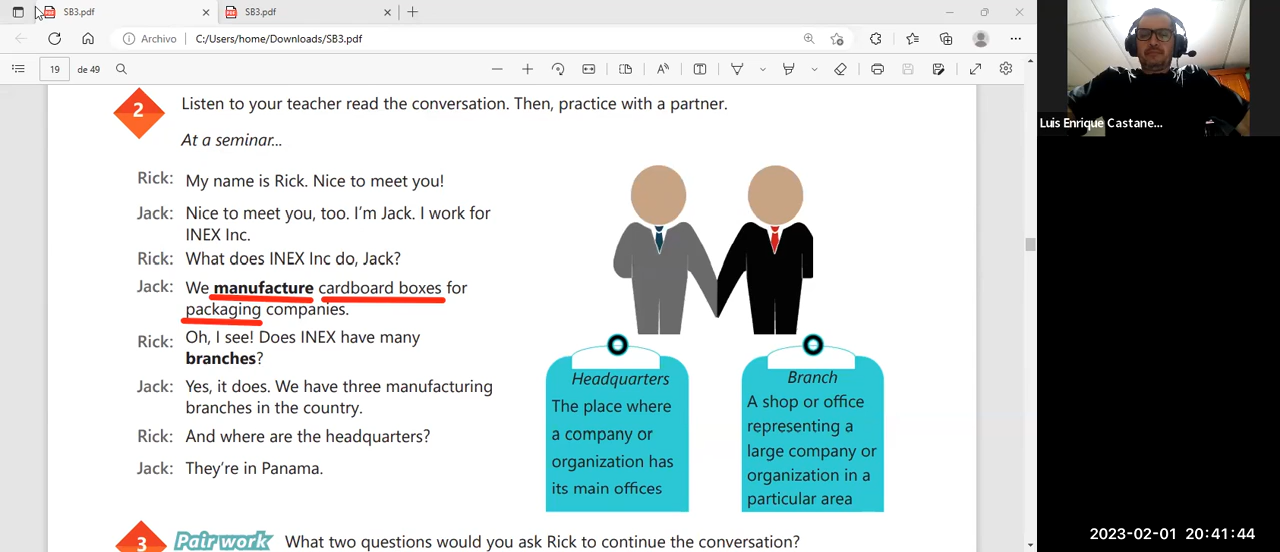 SB3.pdf
SB3.pdf
Archivo
C:/Users/home/Downloads/SB3.pdf
19
de 49
2
Listen to your teacher read the conversation. Then, practice with a partner.
At a seminar...
Rick: My name is Rick. Nice to meet you!
Jack: Nice to meet you, too. I'm Jack. I work for
INEX Inc.
Rick: What does INEX Inc do, Jack?
Jack: We manufacture cardboard boxes for
packaging companies.
Rick: Oh, I see! Does INEX have many
branches?
Jack: Yes, it does. We have three manufacturing
branches in the country.
Rick: And where are the headquarters?
Jack: They're in Panama.
Headquarters
The place where
a company or
organization has
its main offices
Branch
A shop or office
representing a
large company or
organization in a
particular area
3
Pair work
What two questions would you ask Rick to continue the conversation?
Luis Enrique Castane...
2023-02-01 20:41:44